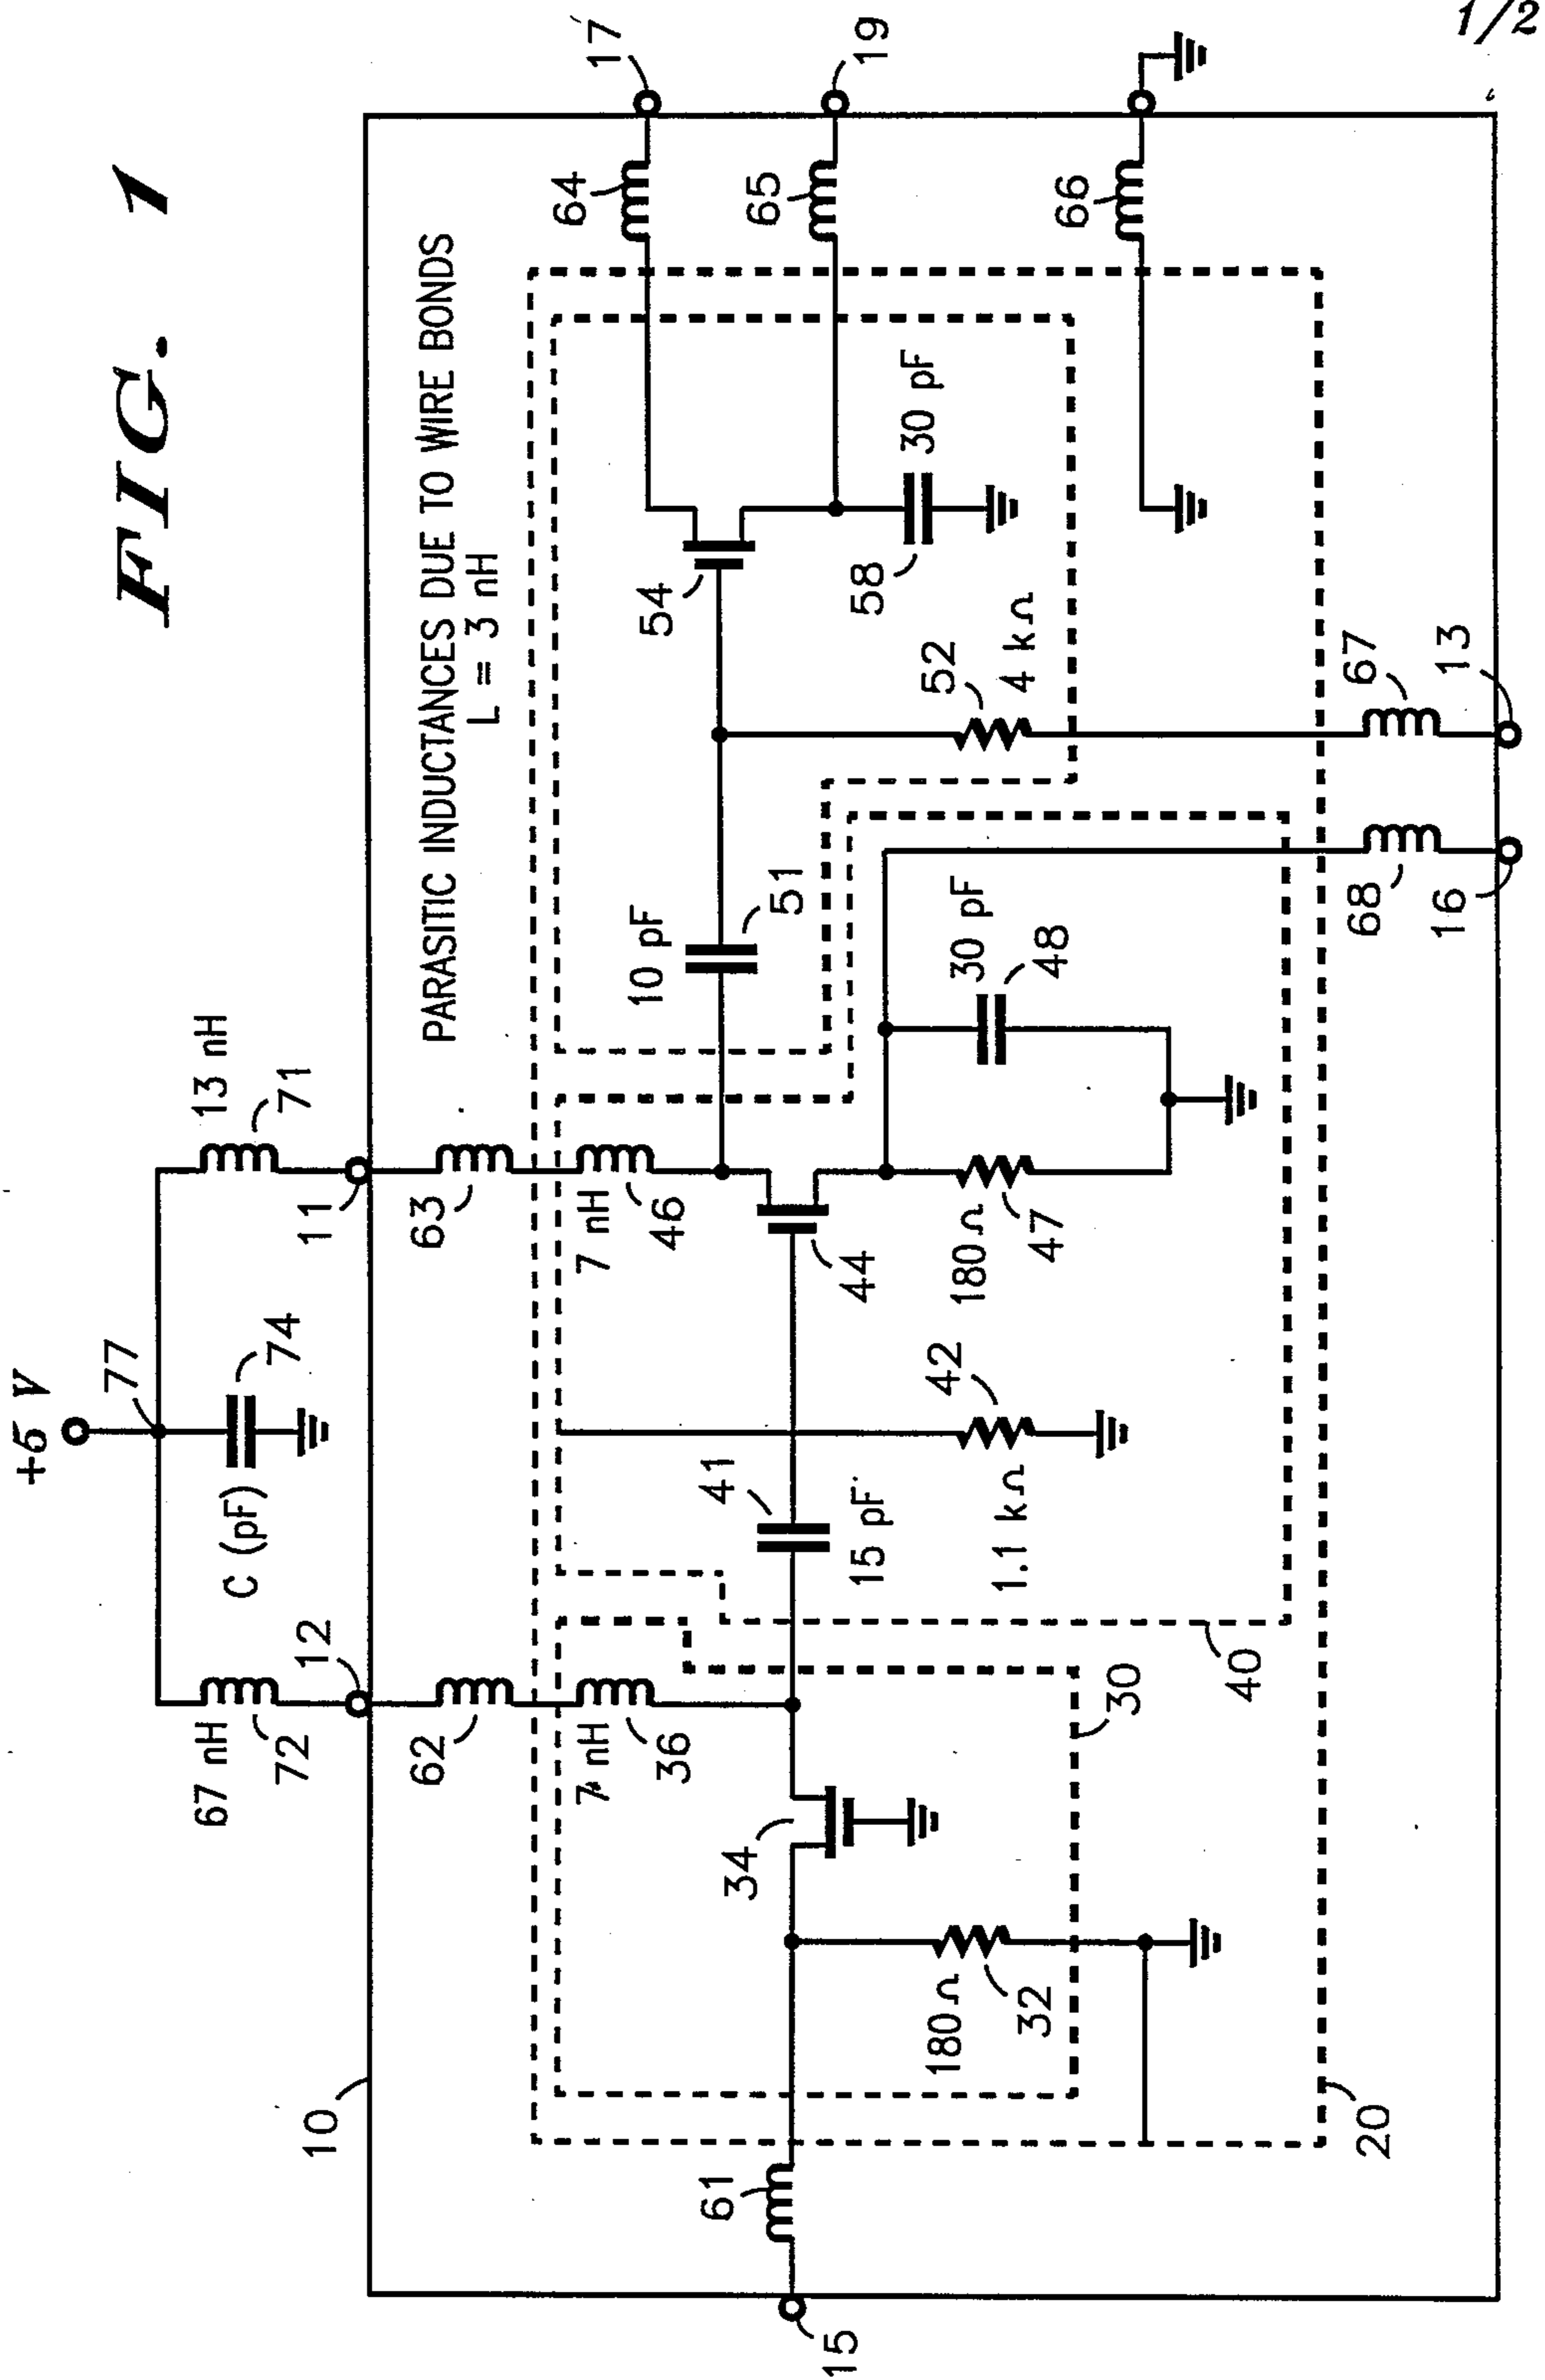 1/2
FIG. 1
+5 V
77
67 nH
72
C (pF)
74
13 nH
71
12
11
10
PARASITIC INDUCTANCES DUE TO WIRE BONDS
L = 3 nH
62
63
7 nH
36
7 nH
46
10 pF
51
54
64
17
65
19
66
61
15
34
41
15 pF
44
180Ω
32
30
42
1.1 kΩ
180Ω
47
30 pF
48
52
4 kΩ
58
30 pF
40
20
68
16
67
13